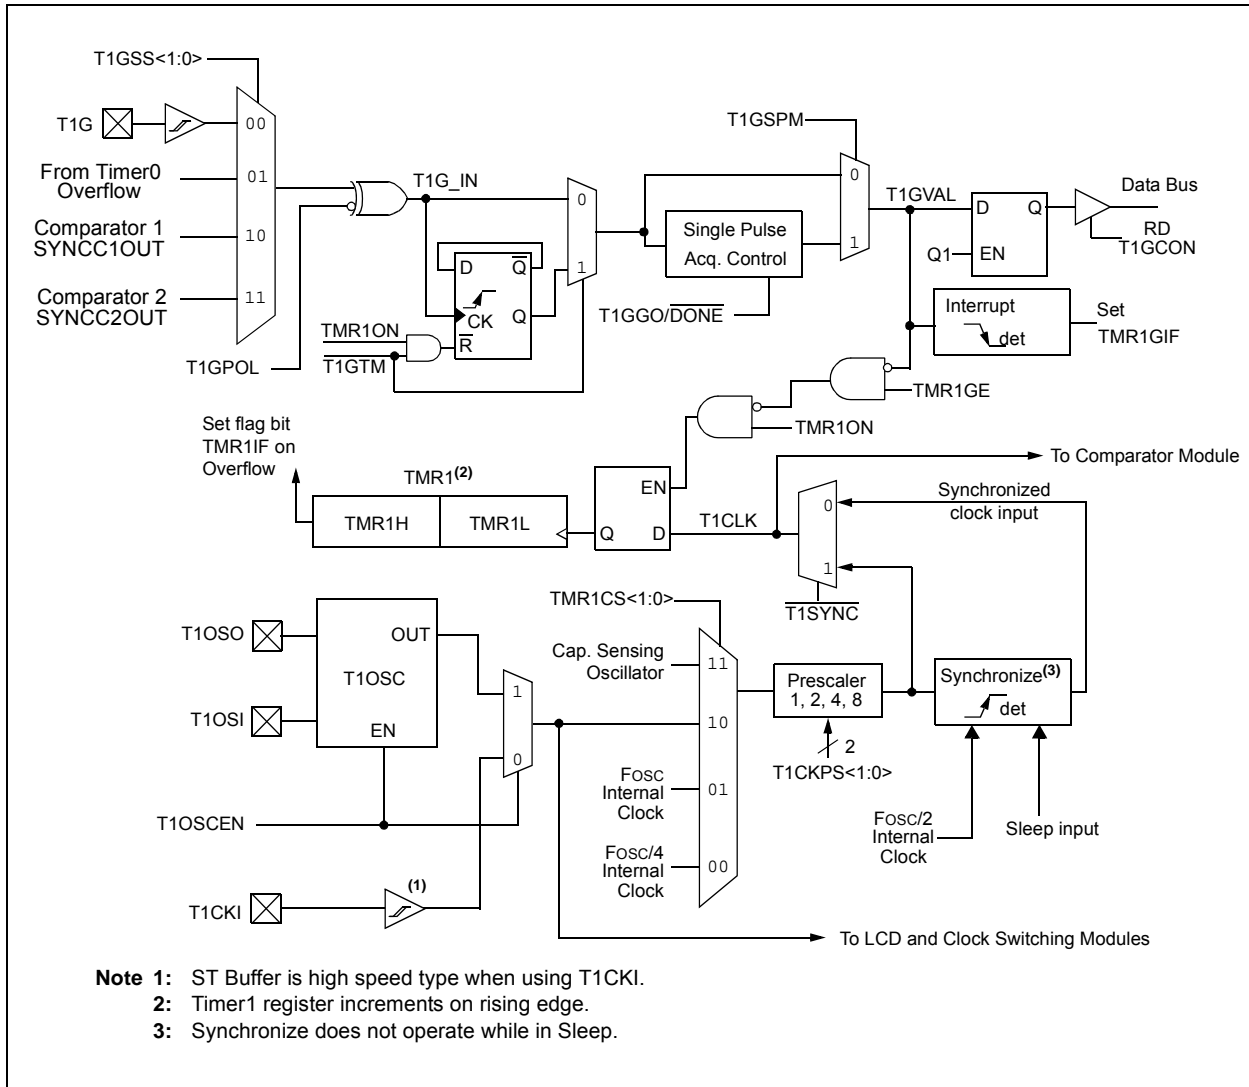 T1GSS<1:0>
T1G
00
From Timer0
Overflow
01
Comparator 1
SYNCC1OUT
10
Comparator 2
SYNCC2OUT
11
T1GPOL
T1G_IN
0
1
D
Q
CK
Q
R
TMR1ON
T1GTM
T1GSPM
0
1
Single Pulse
Acq. Control
T1GGO/DONE
T1GVAL
D
Q
Q1
EN
Data Bus
RD
T1GCON
Interrupt
det
Set
TMR1GIF
TMR1GE
TMR1ON
Set flag bit
TMR1IF on
Overflow
TMR1(2)
TMR1H
TMR1L
EN
Q
D
T1CLK
To Comparator Module
0
1
Synchronized
clock input
T1SYNC
T1OSO
T1OSI
OUT
T1OSC
EN
1
0
T1OSCEN
T1CKI
(1)
TMR1CS<1:0>
Cap. Sensing
Oscillator
11
10
FOSC
Internal
Clock
01
FOSC/4
Internal
Clock
00
Prescaler
1, 2, 4, 8
2
T1CKPS<1:0>
Synchronize(3)
det
FOSC/2
Internal
Clock
Sleep input
To LCD and Clock Switching Modules
Note 1: ST Buffer is high speed type when using T1CKI.
2: Timer1 register increments on rising edge.
3: Synchronize does not operate while in Sleep.